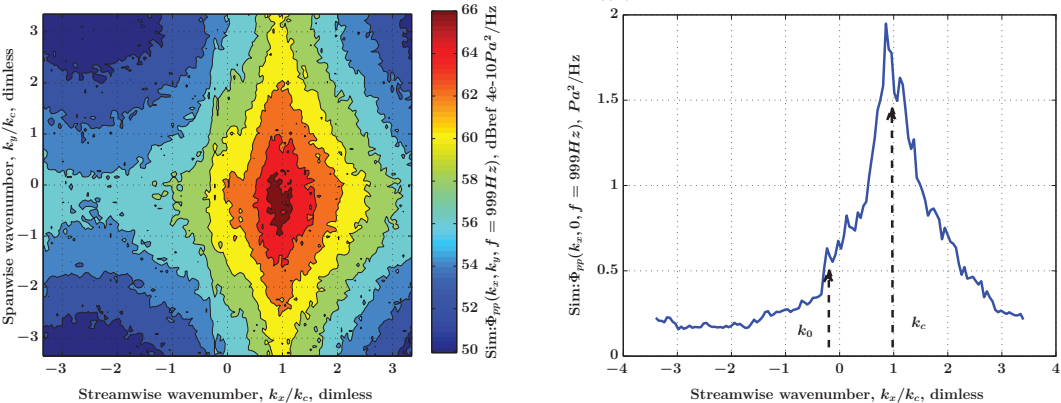 3
2
1
0
−1
−2
−3
Spanwise wavenumber, k_y/k_c, dimless
−3 −2 −1 0 1 2 3
Streamwise wavenumber, k_x/k_c, dimless
66
64
62
60
58
56
54
52
50
Sim:Φ_pp(k_x, k_y, f = 999Hz), dBref 4e-10Pa²/Hz
2
1.5
1
0.5
0
Sim:Φ_pp(k_x, 0, f = 999Hz), Pa²/Hz
k_0
k_c
−4 −3 −2 −1 0 1 2 3 4
Streamwise wavenumber, k_x/k_c, dimless